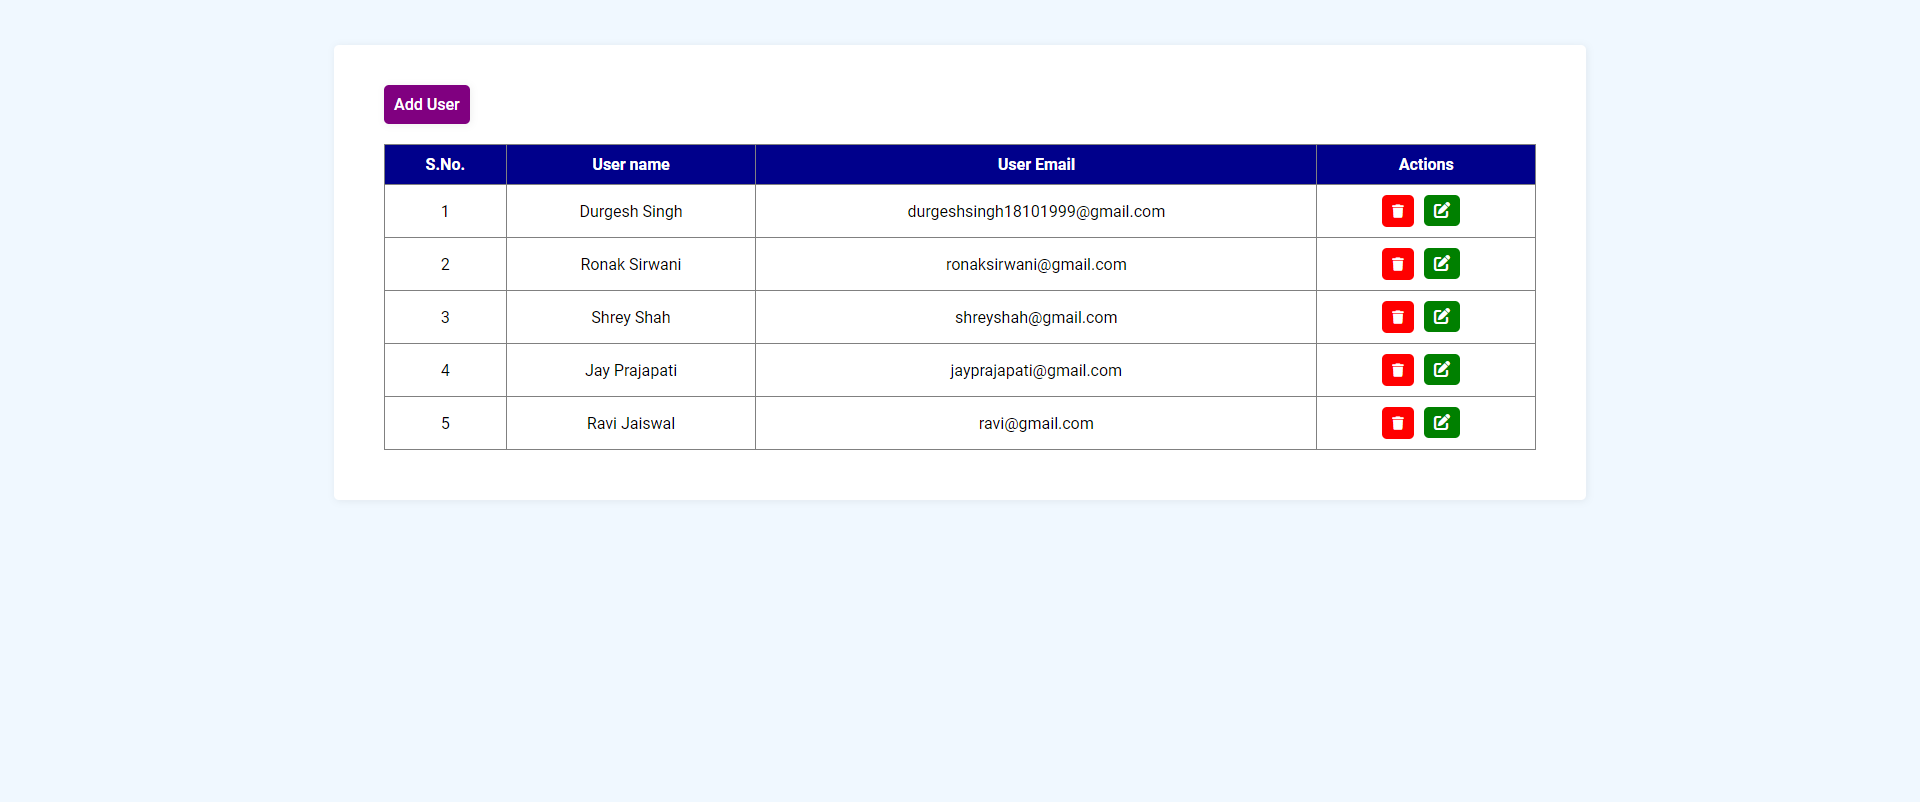 Add User
S.No. User name User Email Actions
1 Durgesh Singh durgeshsingh18101999@gmail.com
2 Ronak Sirwani ronaksirwani@gmail.com
3 Shrey Shah shreyshah@gmail.com
4 Jay Prajapati jayprajapati@gmail.com
5 Ravi Jaiswal ravi@gmail.com